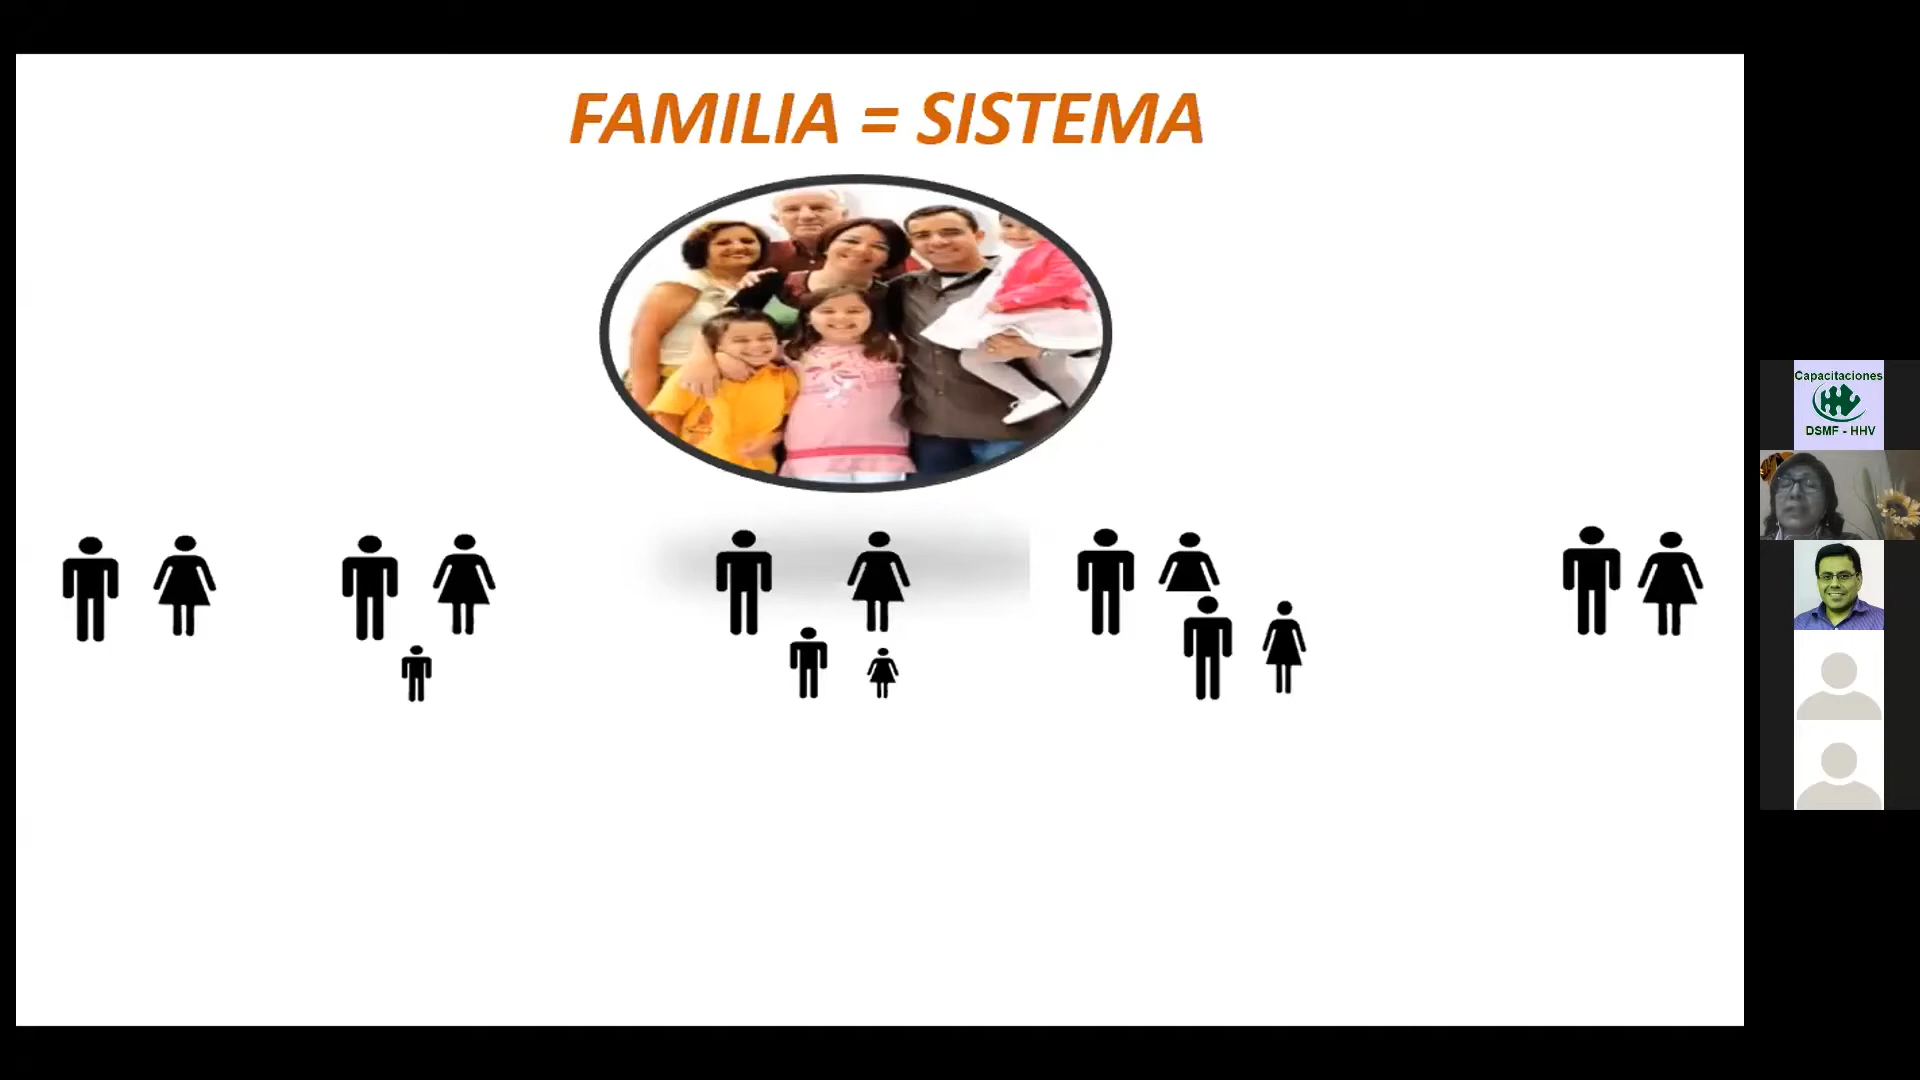 FAMILIA = SISTEMA
Capacitaciones
DSMF - HHV